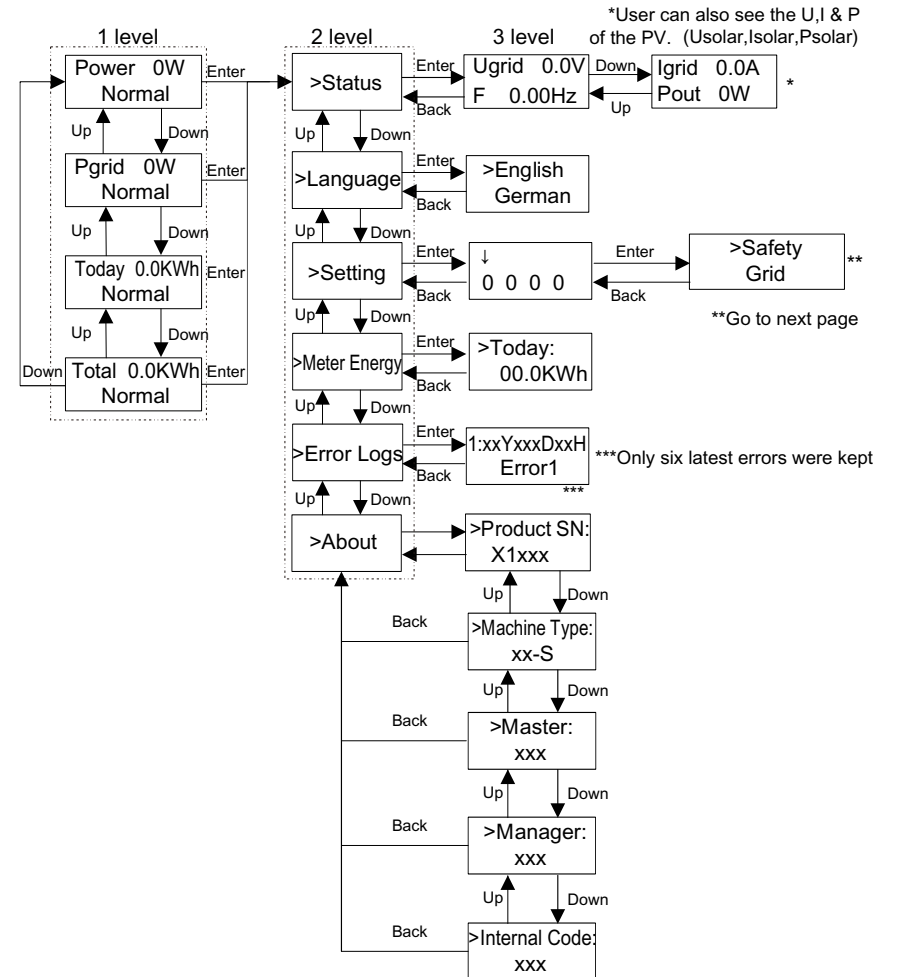 *User can also see the U,I & P
of the PV. (Usolar,Isolar,Psolar)
1 level
2 level
3 level
Power 0W
Normal
Enter
>Status
Enter
Back
Ugrid 0.0V
F 0.00Hz
Down
Up
Igrid 0.0A
Pout 0W
*
Up
Down
Up
Down
Pgrid 0W
Normal
Enter
>Language
Enter
Back
>English
German
Up
Down
Up
Down
Today 0.0KWh
Normal
Enter
>Setting
Enter
Back
↓
0 0 0 0
Enter
Back
>Safety
Grid
**
**Go to next page
Up
Down
Up
Down
Down
Total 0.0KWh
Normal
Enter
>Meter Energy
Enter
Back
>Today:
00.0KWh
Up
Down
>Error Logs
Enter
Back
1:xxYxxxDxxH
Error1
***Only six latest errors were kept
***
Up
Down
>About
>Product SN:
X1xxx
Up
Down
Back
>Machine Type:
xx-S
Up
Down
Back
>Master:
xxx
Up
Down
Back
>Manager:
xxx
Up
Down
Back
>Internal Code:
xxx